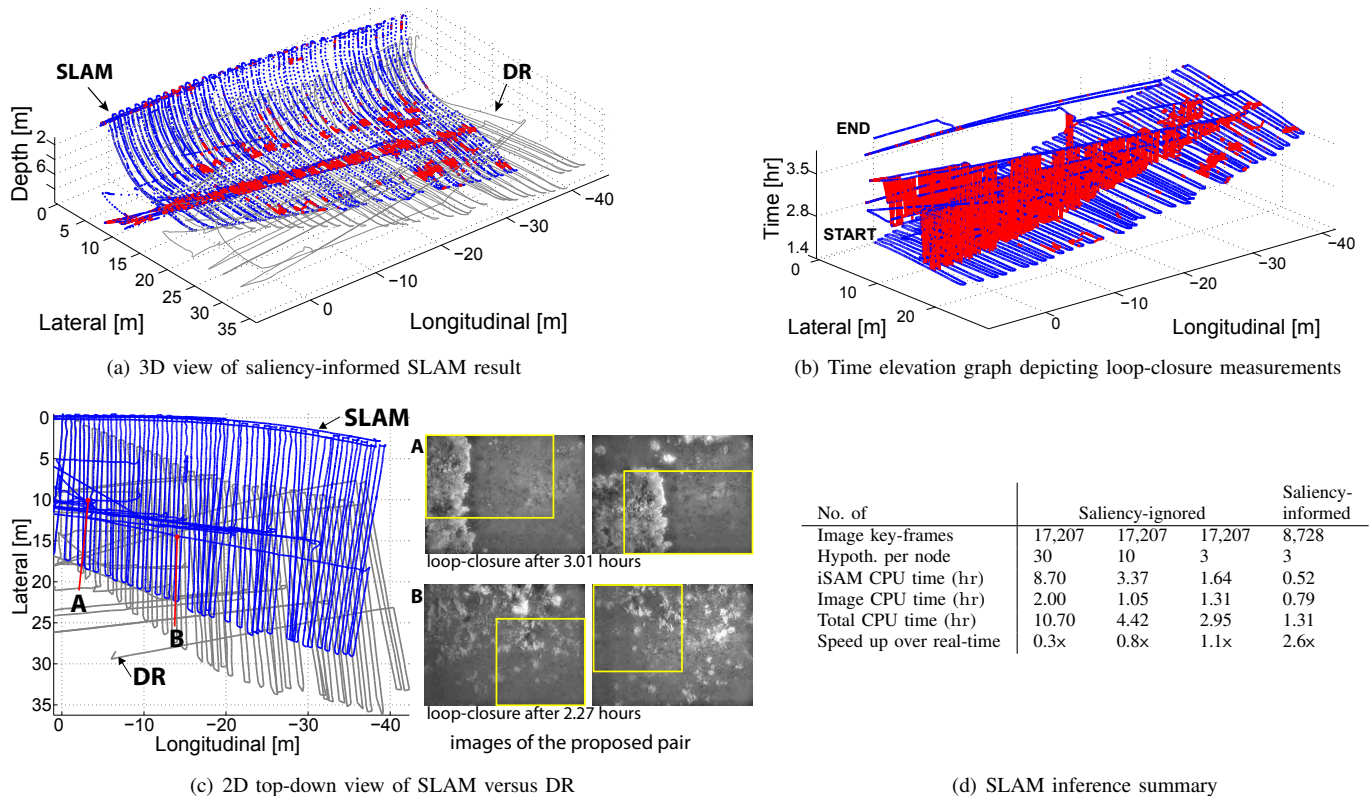 SLAM
DR
Depth [m]
2
6
0
5
10
15
20
25
30
35
0
−10
−20
−30
−40
Lateral [m]
Longitudinal [m]
(a) 3D view of saliency-informed SLAM result
END
START
Time [hr]
3.5
2.8
1.4
0
10
20
0
−10
−20
−30
−40
Lateral [m]
Longitudinal [m]
(b) Time elevation graph depicting loop-closure measurements
SLAM
0
5
10
15
20
25
30
35
Lateral [m]
A
B
DR
0
−10
−20
−30
−40
Longitudinal [m]
A
loop-closure after 3.01 hours
B
loop-closure after 2.27 hours
images of the proposed pair
(c) 2D top-down view of SLAM versus DR
No. of Saliency-ignored Saliency-
informed
Image key-frames 17,207 17,207 17,207 8,728
Hypoth. per node 30 10 3 3
iSAM CPU time (hr) 8.70 3.37 1.64 0.52
Image CPU time (hr) 2.00 1.05 1.31 0.79
Total CPU time (hr) 10.70 4.42 2.95 1.31
Speed up over real-time 0.3x 0.8x 1.1x 2.6x
(d) SLAM inference summary